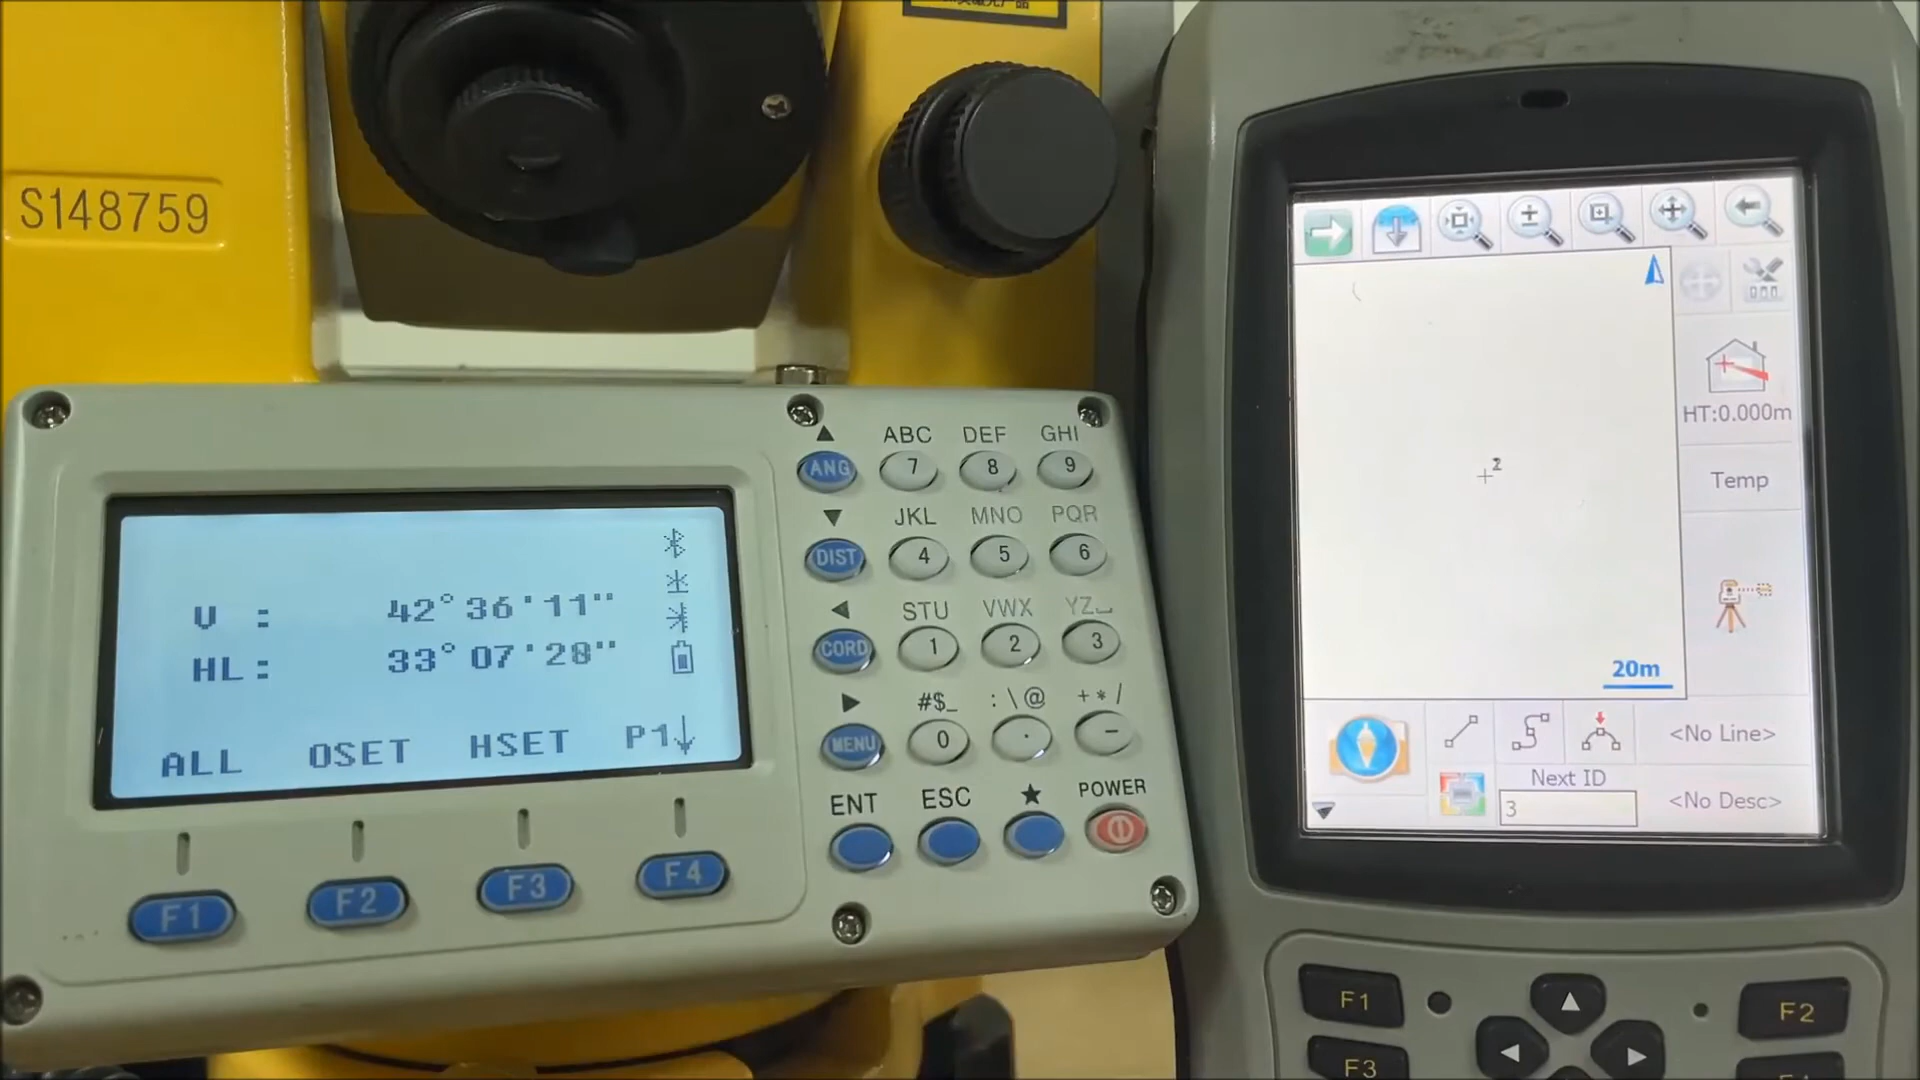 S148759
V : 42°36'11"
HL: 33°07'28"
ALL OSET HSET P1↓
F1 F2 F3 F4
▲ ABC DEF GHI
ANG 7 8 9
▼ JKL MNO PQR
DIST 4 5 6
◀ STU VWX YZ␣
CORD 1 2 3
▶ #$_ :\@ +*/
MENU 0 . -
ENT ESC ★ POWER
HT:0.000m
Temp
2
20m
<No Line>
Next ID
3
<No Desc>
F1 ▲ F2
◀ ▶
F3